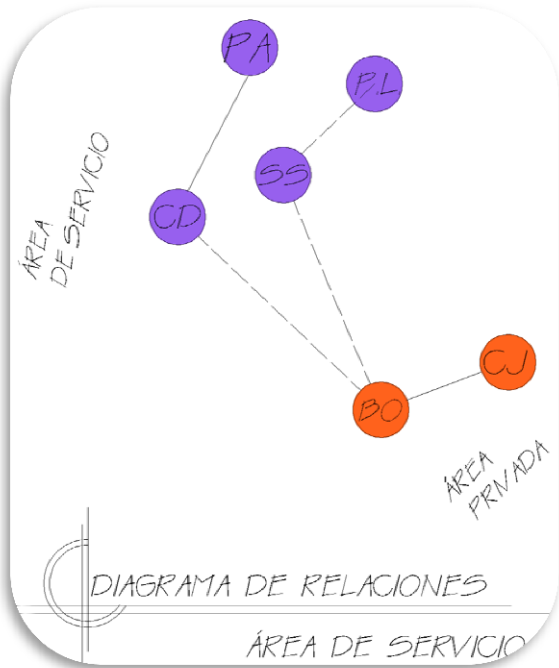 PA
P,L
SS
CD
ÁREA
DE SERVICIO
CJ
BO
ÁREA
PRIVADA
DIAGRAMA DE RELACIONES
ÁREA DE SERVICIO